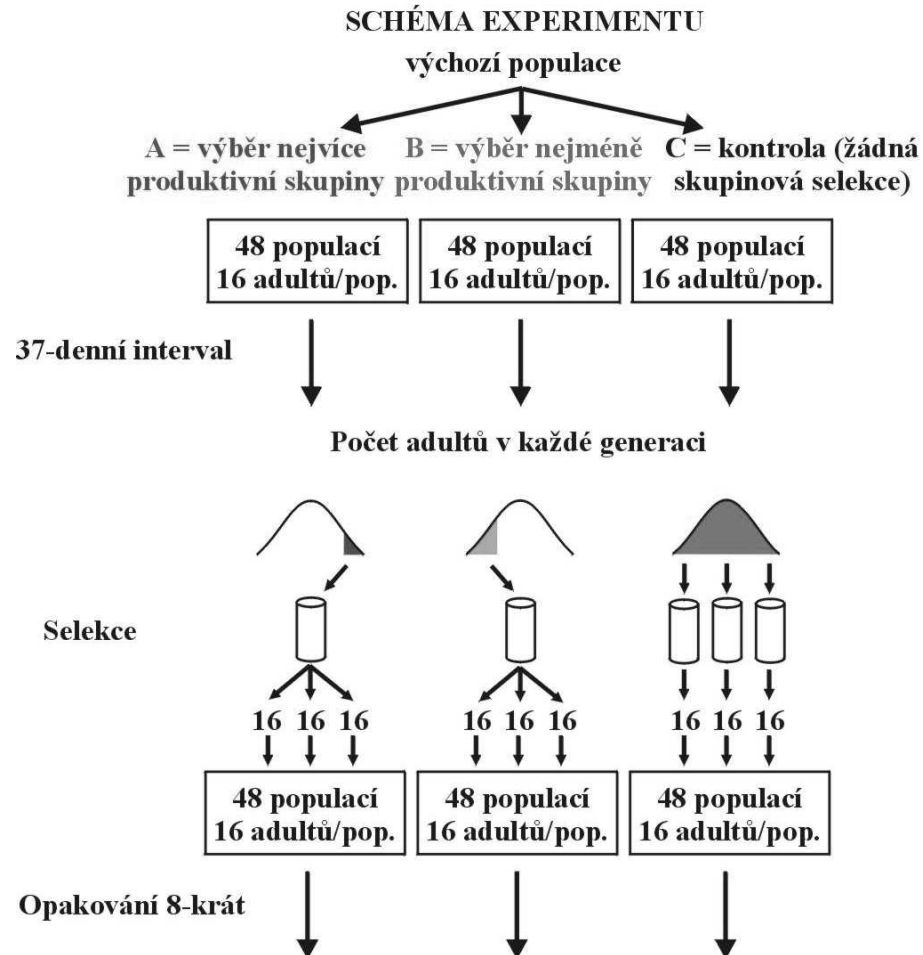 SCHÉMA EXPERIMENTU
výchozí populace
A = výběr nejvíce
produktivní skupiny
B = výběr nejméně
produktivní skupiny
C = kontrola (žádná
skupinová selekce)
48 populací
16 adultů/pop.
48 populací
16 adultů/pop.
48 populací
16 adultů/pop.
37-denní interval
Počet adultů v každé generaci
Selekce
16 16 16
16 16 16
16 16 16
48 populací
16 adultů/pop.
48 populací
16 adultů/pop.
48 populací
16 adultů/pop.
Opakování 8-krát